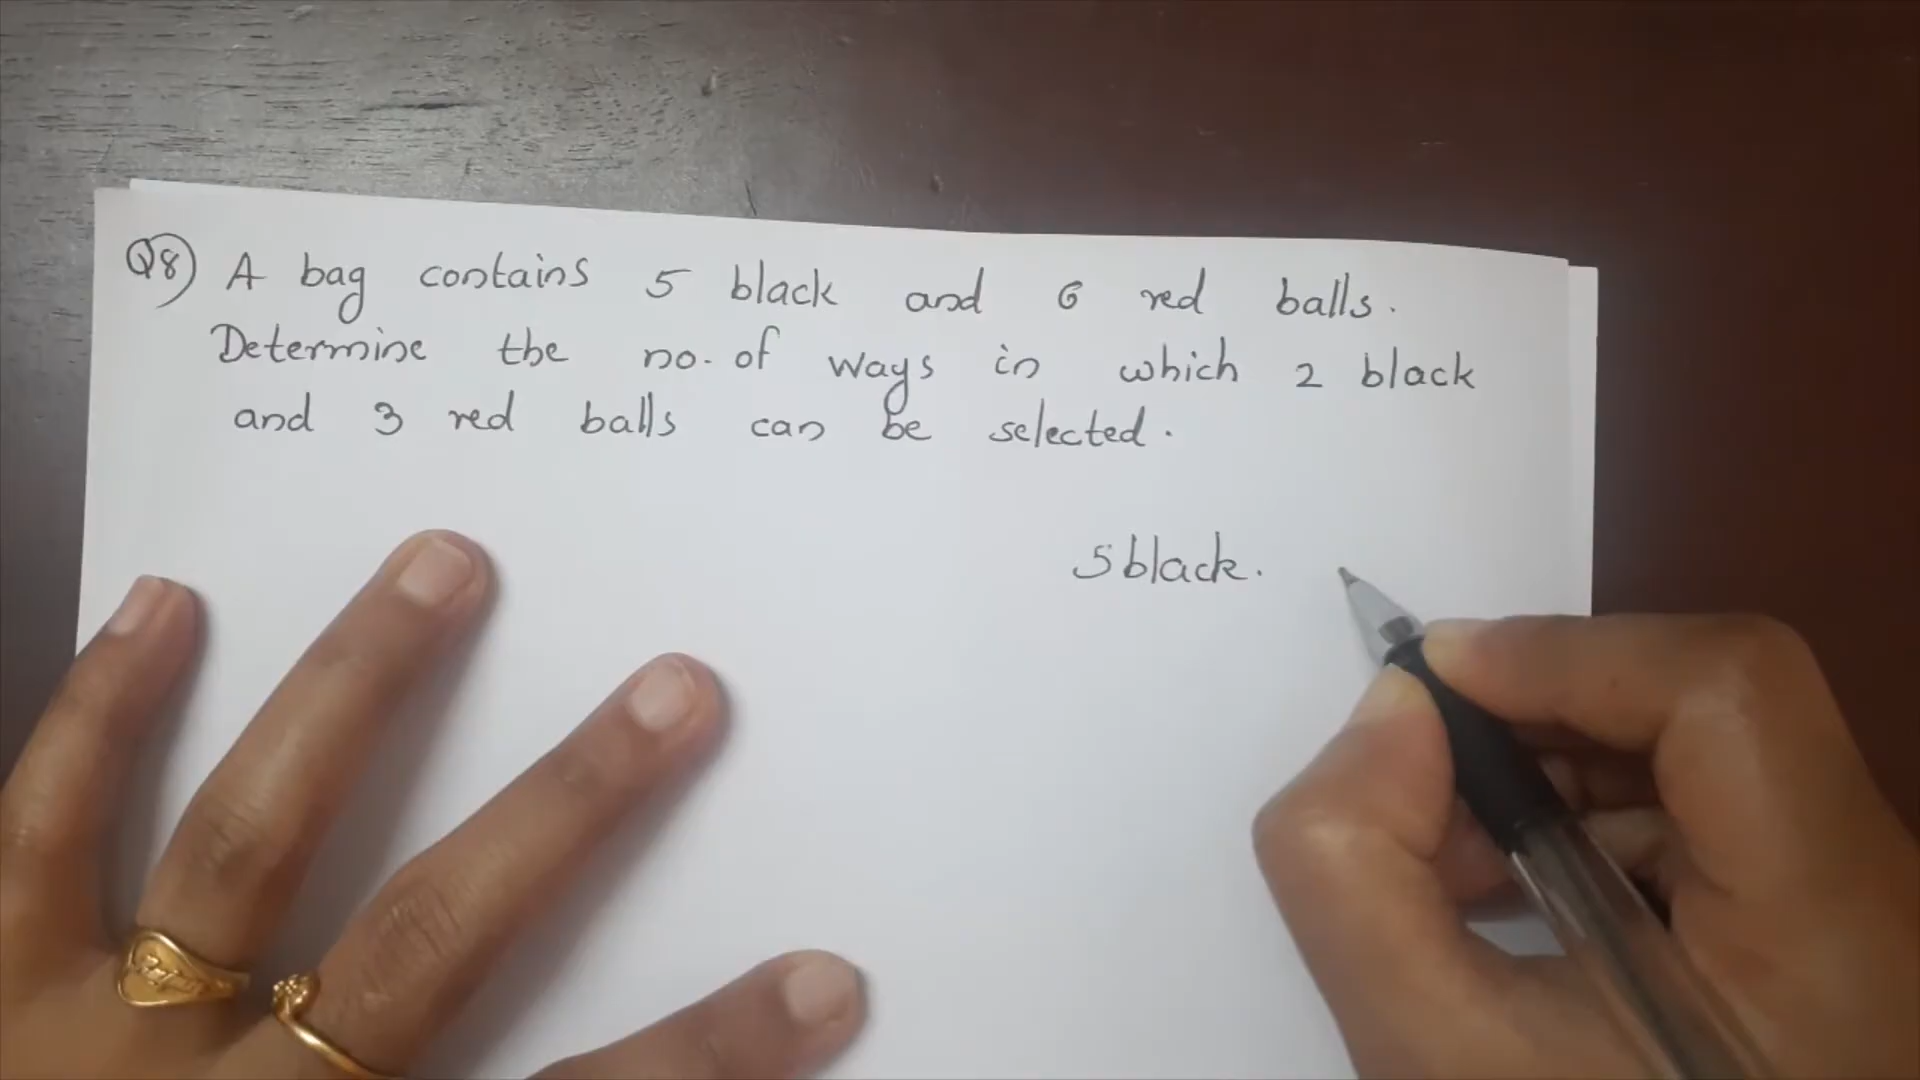 Q8) A bag contains 5 black and 6 red balls.
Determine the no. of ways in which 2 black
and 3 red balls can be selected.
5 black.